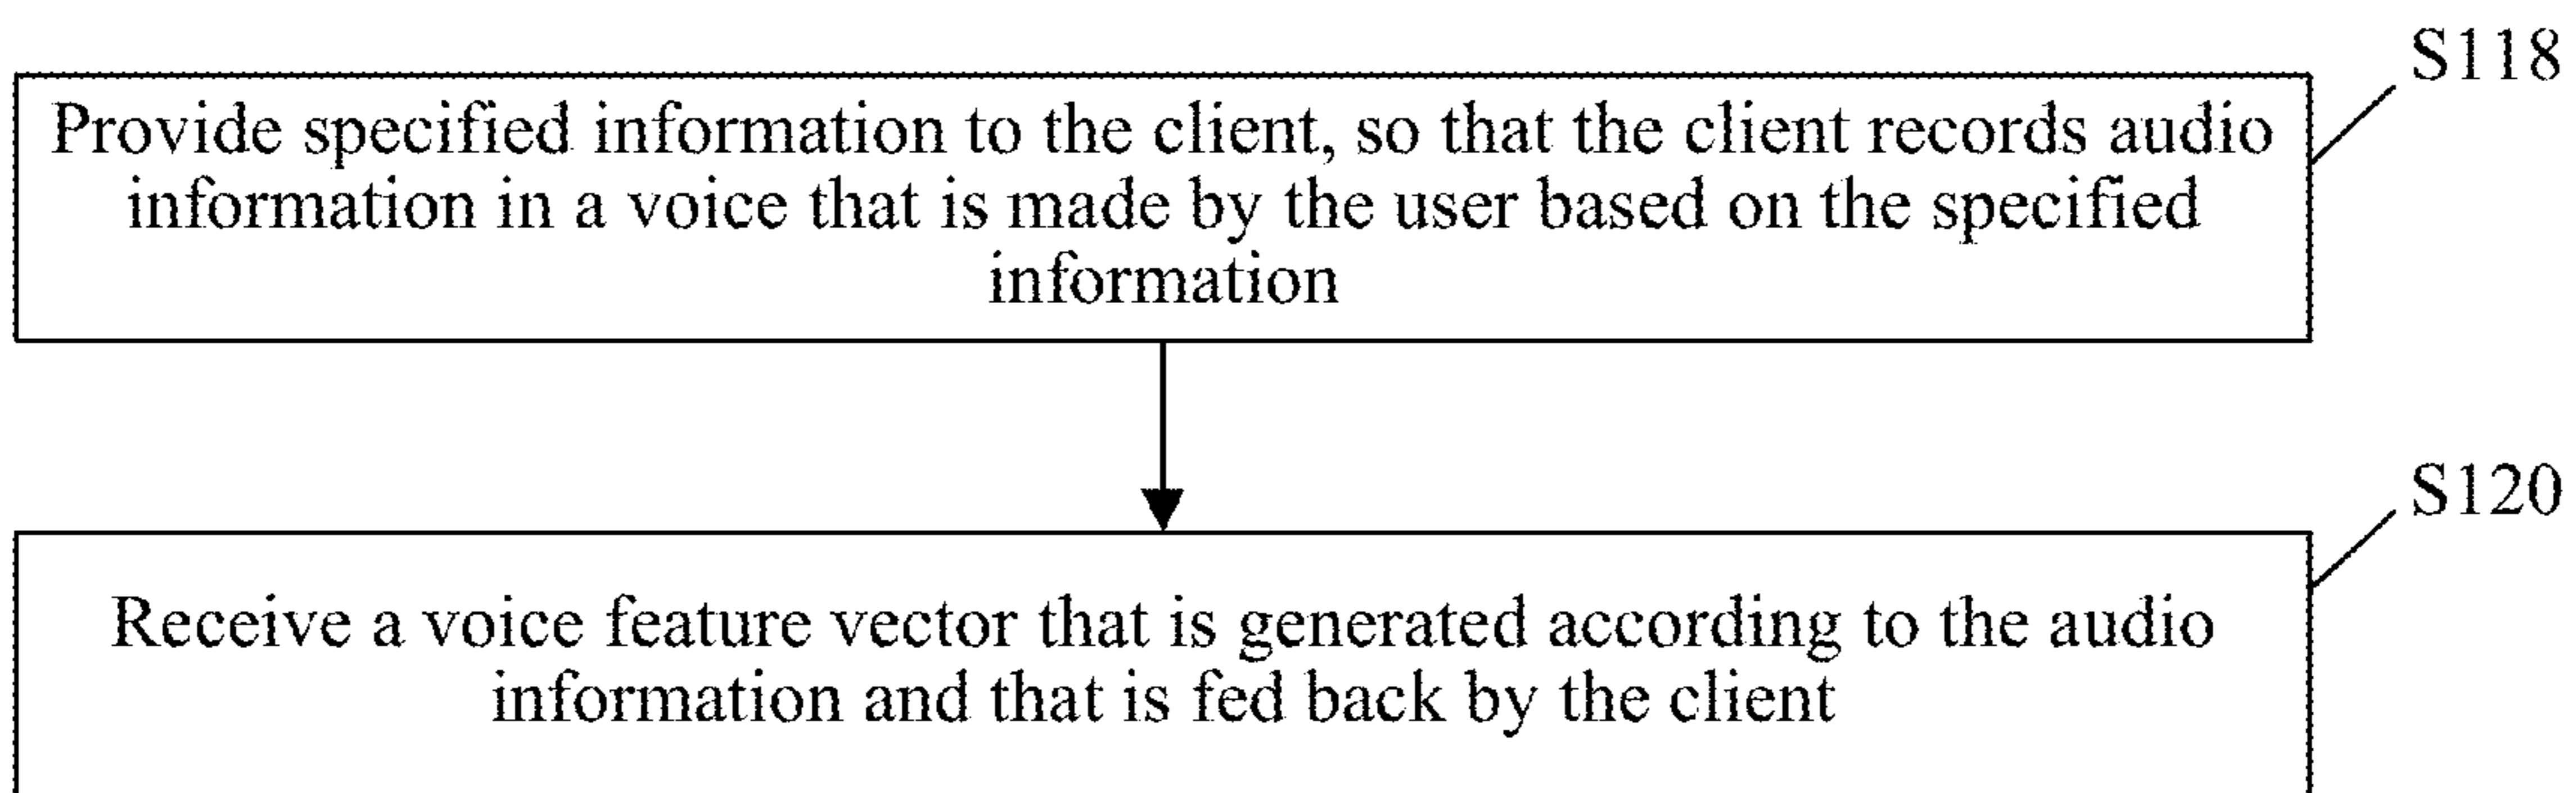 S118
Provide specified information to the client, so that the client records audio
information in a voice that is made by the user based on the specified
information
S120
Receive a voice feature vector that is generated according to the audio
information and that is fed back by the client